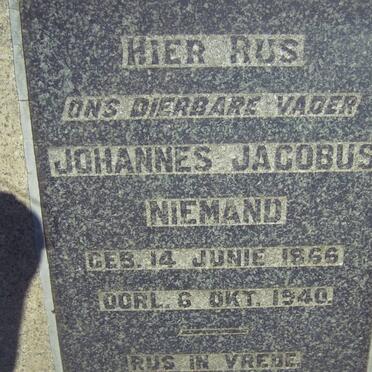 HIER RUS
ONS DIERBARE VADER
JOHANNES JACOBUS
NIEMAND
GEB. 14 JUNIE 1866
OORL. 6 OKT. 1940
RUS IN VREDE